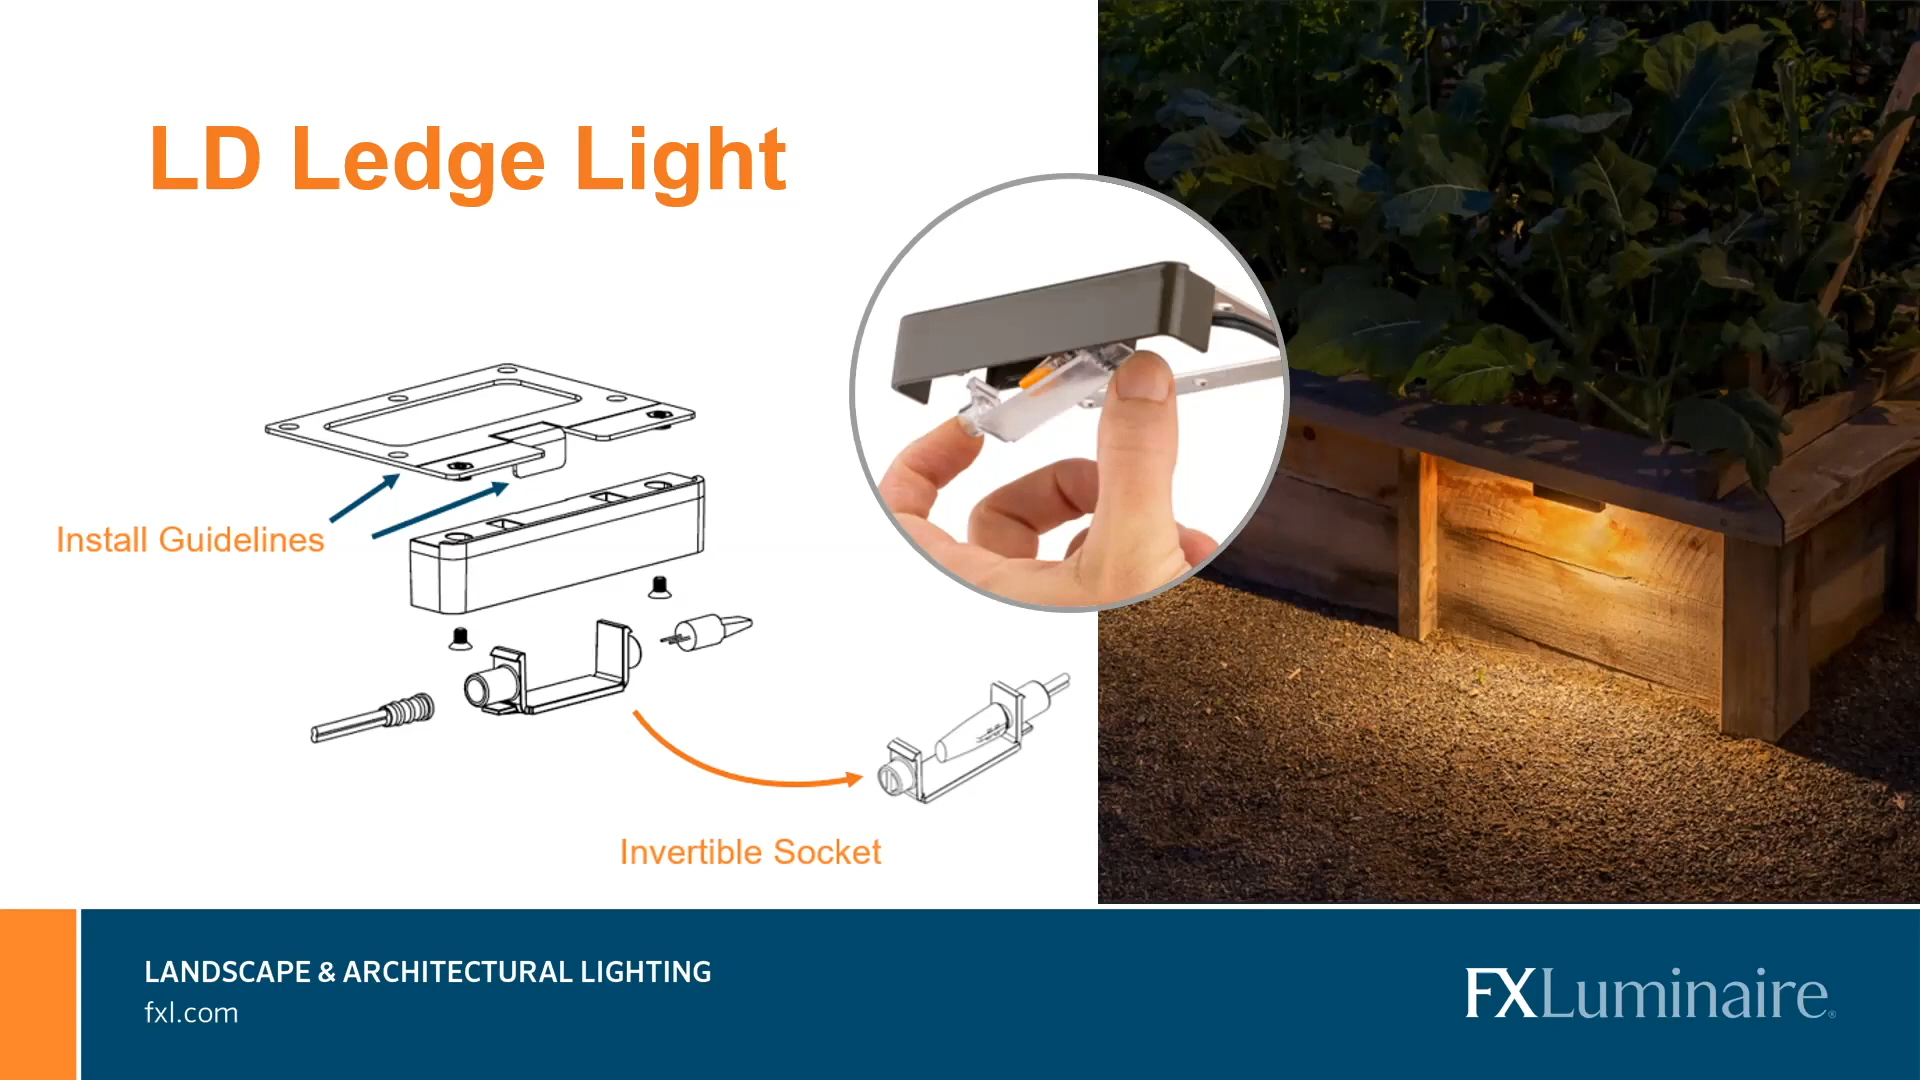 LD Ledge Light
Install Guidelines
Invertible Socket
LANDSCAPE & ARCHITECTURAL LIGHTING
fxl.com
FXLuminaire®